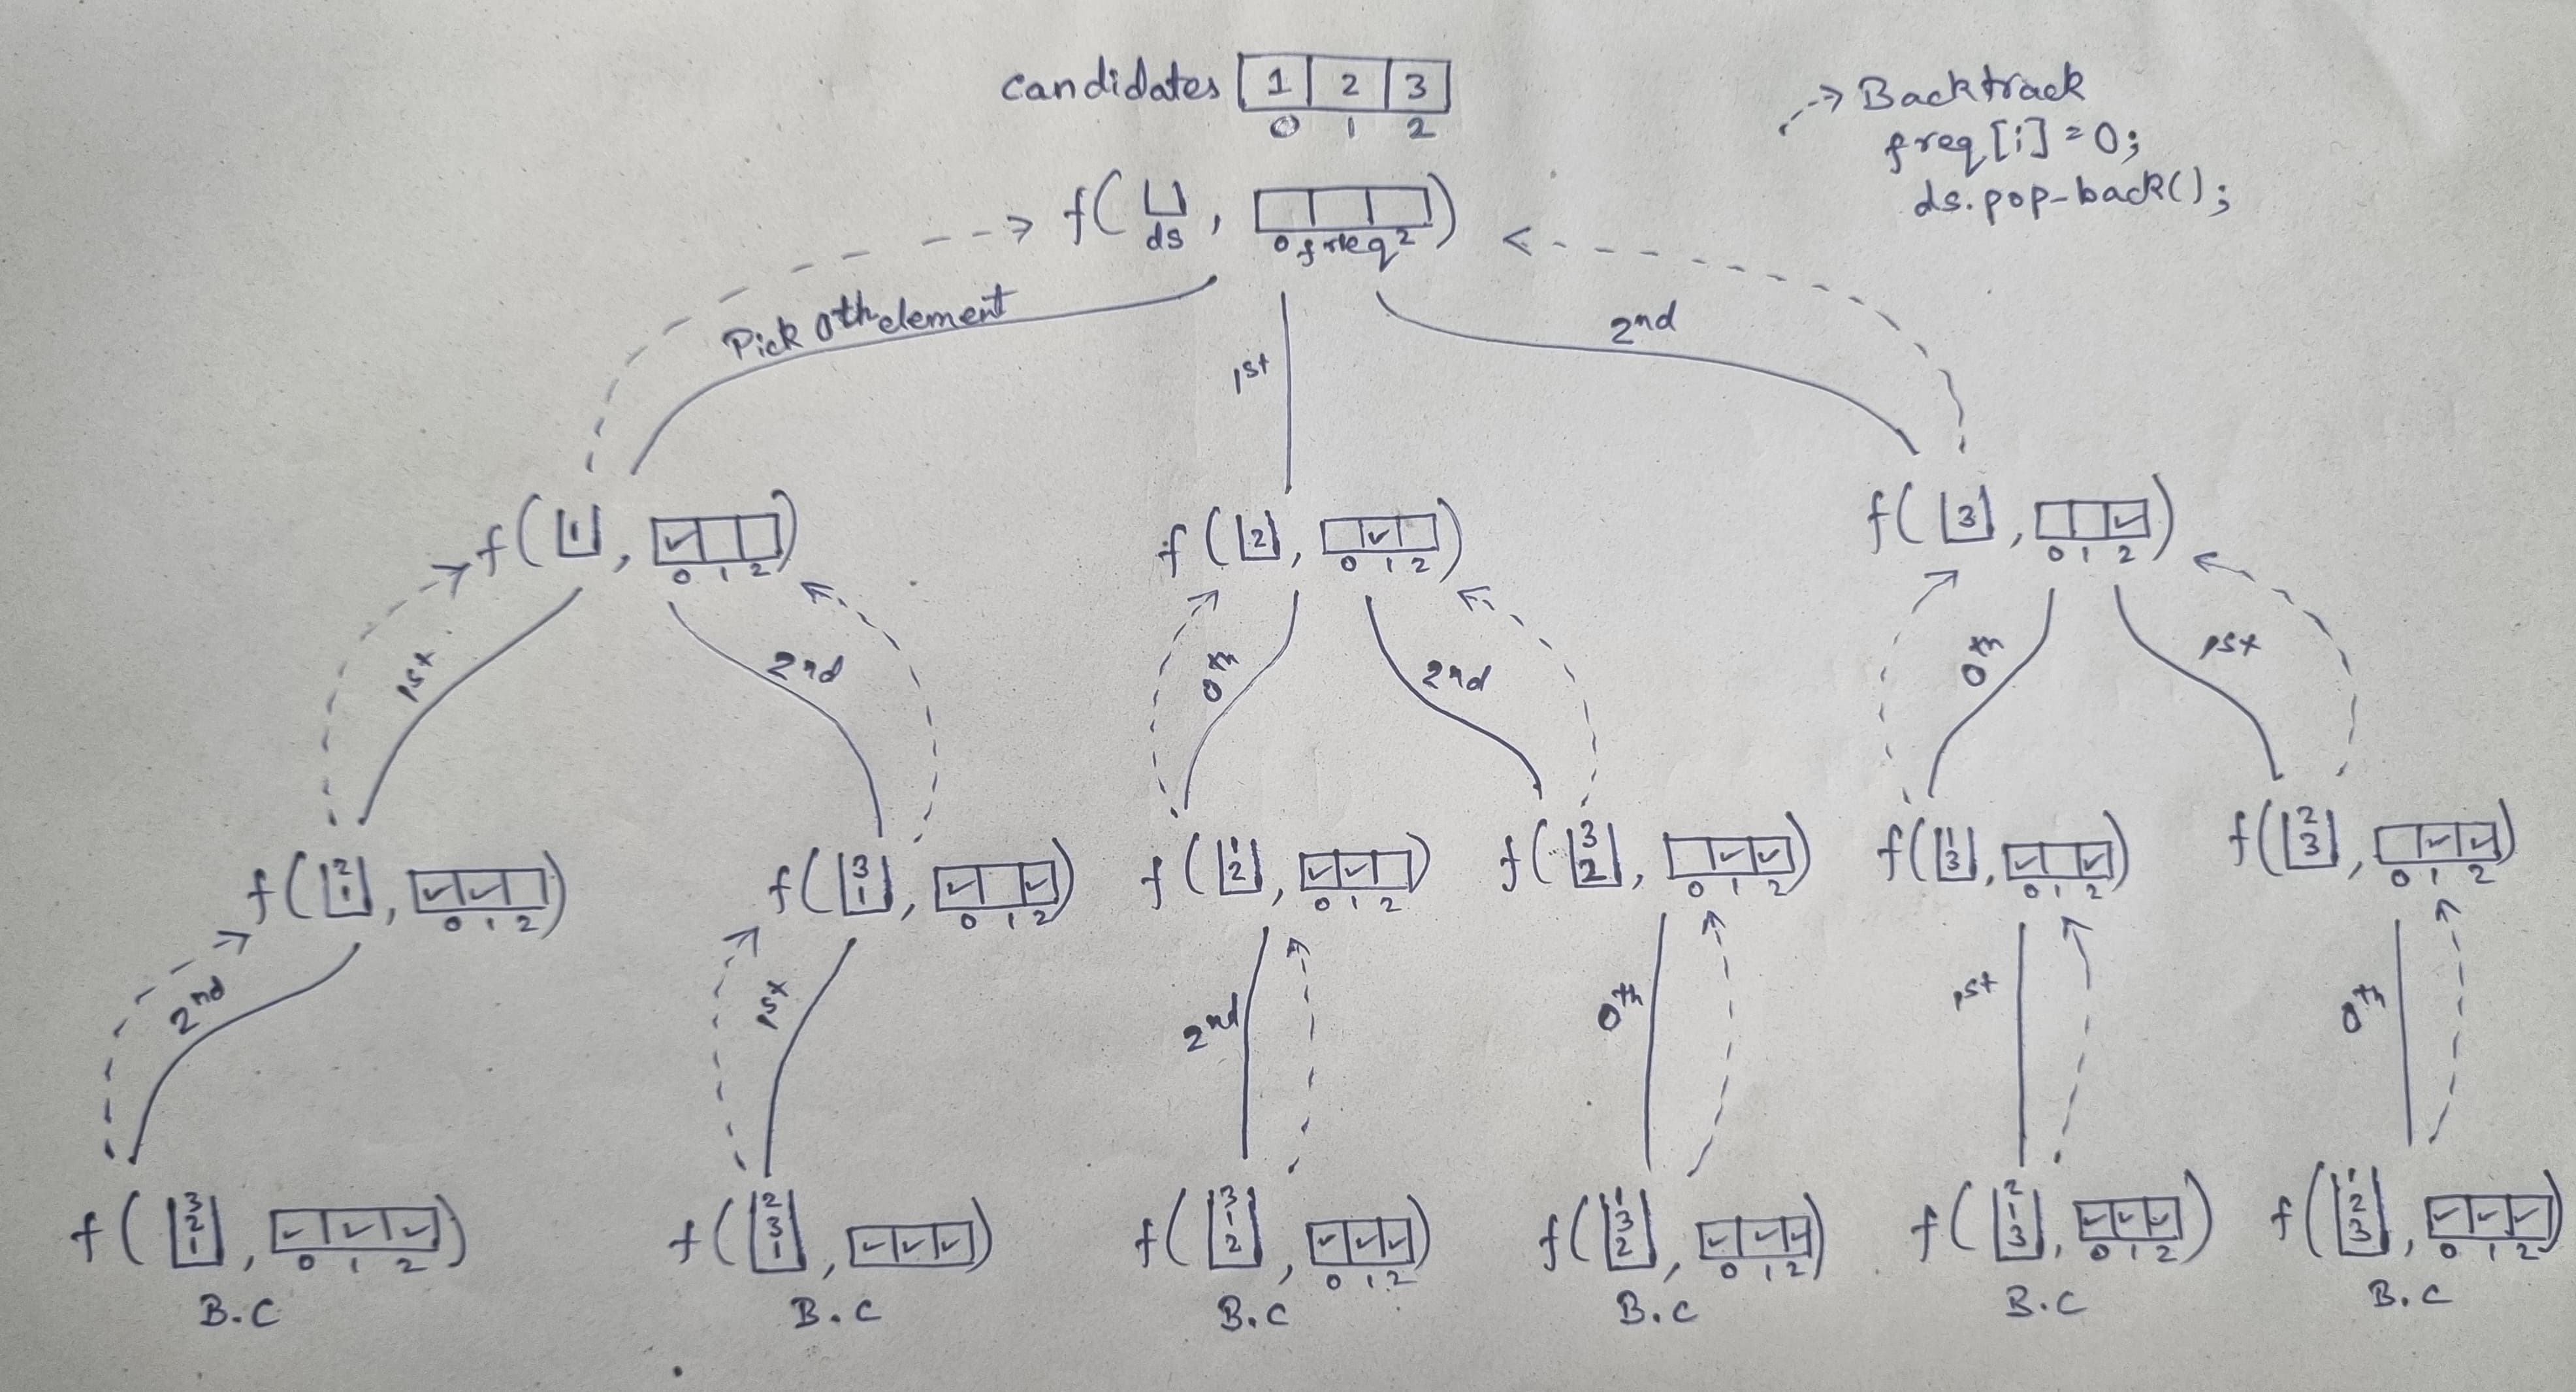 candidates 1 2 3
0 1 2
Backtrack
freq[i]=0;
ds.pop-back();
f( , )
ds 0 freq 2
Pick 0th element
1st
2nd
f( 1 , ✓ )
0 1 2
f( 2 , ✓ )
0 1 2
f( 3 , ✓ )
0 1 2
1st
2nd
0th
2nd
0th
1st
f( 2 1 , ✓ ✓ )
0 1 2
f( 3 1 , ✓ ✓ )
0 1 2
f( 1 2 , ✓ ✓ )
0 1 2
f( 3 2 , ✓ ✓ )
0 1 2
f( 1 3 , ✓ ✓ )
0 1 2
f( 2 3 , ✓ ✓ )
0 1 2
2nd
1st
2nd
0th
1st
0th
f( 3 2 1 , ✓ ✓ ✓ )
0 1 2
B.C
f( 2 3 1 , ✓ ✓ ✓ )
B.C
f( 3 1 2 , ✓ ✓ ✓ )
0 1 2
B.C
f( 1 3 2 , ✓ ✓ ✓ )
0 1 2
B.C
f( 2 1 3 , ✓ ✓ ✓ )
0 1 2
B.C
f( 1 2 3 , ✓ ✓ ✓ )
0 1 2
B.C